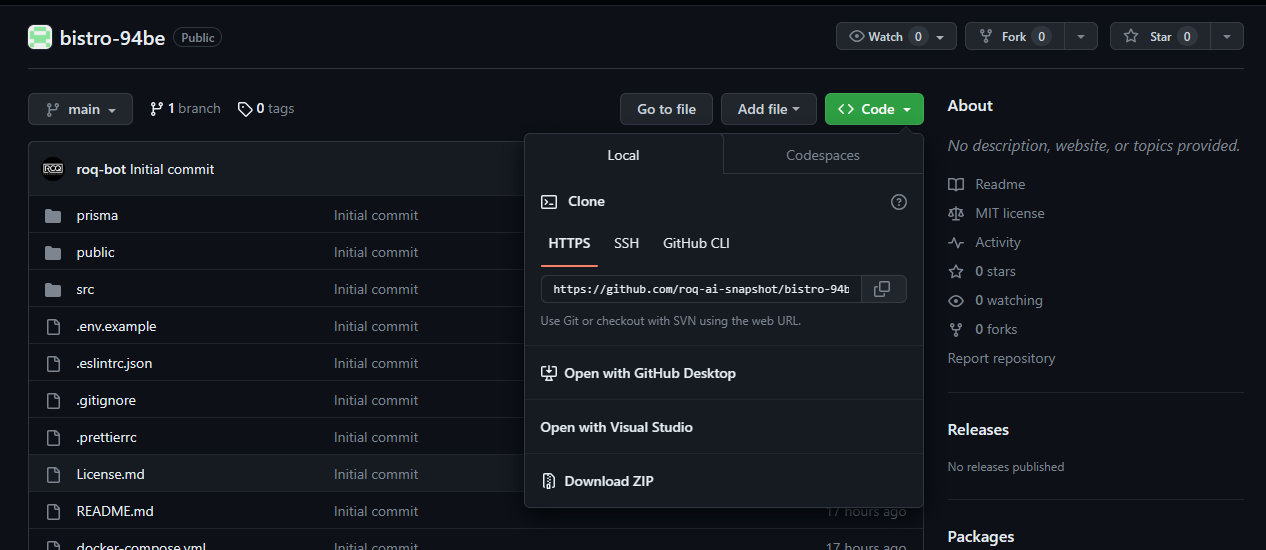 bistro-94be Public
Watch 0
Fork 0
Star 0
main
1 branch
0 tags
Go to file
Add file
<> Code
ROQ
roq-bot Initial commit
prisma Initial commit
public Initial commit
src Initial commit
.env.example Initial commit
.eslintrc.json Initial commit
.gitignore Initial commit
.prettierrc Initial commit
License.md Initial commit
README.md Initial commit 17 hours ago
docker-compose.yml Initial commit 17 hours ago
Local
Codespaces
Clone
HTTPS SSH GitHub CLI
https://github.com/roq-ai-snapshot/bistro-94b
Use Git or checkout with SVN using the web URL.
Open with GitHub Desktop
Open with Visual Studio
Download ZIP
About
No description, website, or topics provided.
Readme
MIT license
Activity
0 stars
0 watching
0 forks
Report repository
Releases
No releases published
Packages